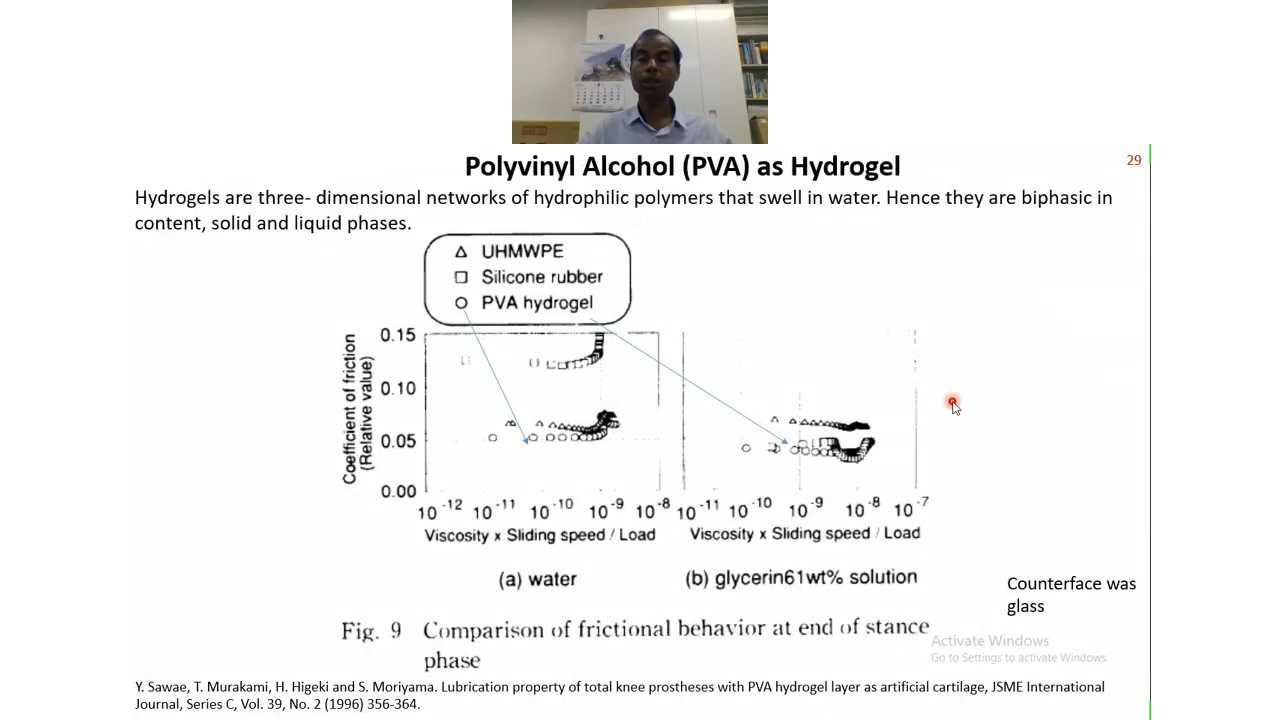 Polyvinyl Alcohol (PVA) as Hydrogel
29
Hydrogels are three- dimensional networks of hydrophilic polymers that swell in water. Hence they are biphasic in
content, solid and liquid phases.
UHMWPE
Silicone rubber
PVA hydrogel
Coefficient of friction
(Relative value)
0.15
0.10
0.05
0.00
10^-12 10^-11 10^-10 10^-9 10^-8
10^-11 10^-10 10^-9 10^-8 10^-7
Viscosity x Sliding speed / Load
Viscosity x Sliding speed / Load
(a) water
(b) glycerin61wt% solution
Counterface was
glass
Fig. 9 Comparison of frictional behavior at end of stance
phase
Activate Windows
Go to Settings to activate Windows.
Y. Sawae, T. Murakami, H. Higeki and S. Moriyama. Lubrication property of total knee prostheses with PVA hydrogel layer as artificial cartilage, JSME International
Journal, Series C, Vol. 39, No. 2 (1996) 356-364.